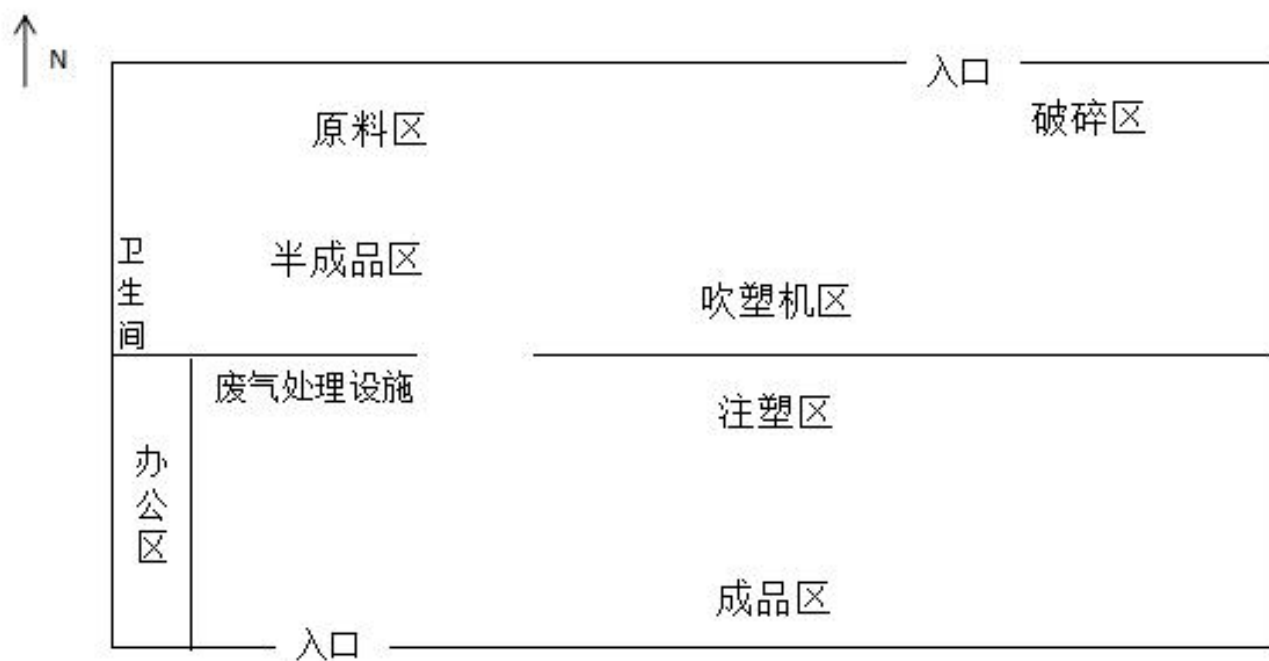 N
入口
原料区
破碎区
卫生间
半成品区
吹塑机区
废气处理设施
注塑区
办公区
成品区
入口